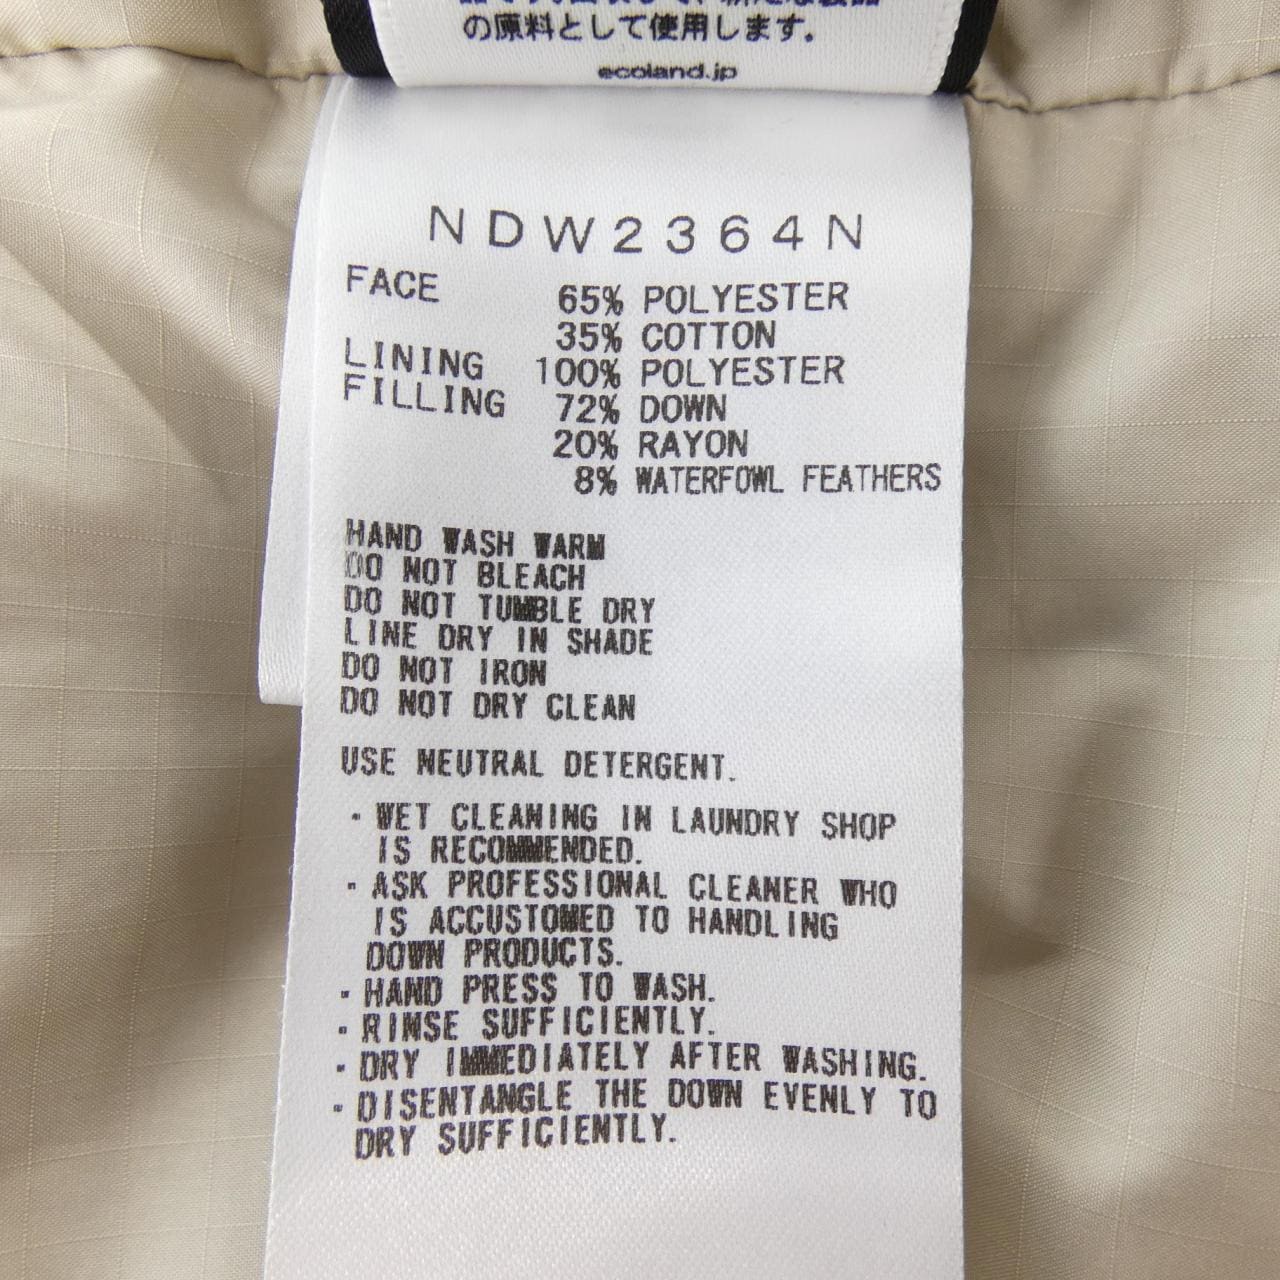 の原料として使用します。
ecoland.jp
NDW2364N
FACE 65% POLYESTER
35% COTTON
LINING 100% POLYESTER
FILLING 72% DOWN
20% RAYON
8% WATERFOWL FEATHERS
HAND WASH WARM
DO NOT BLEACH
DO NOT TUMBLE DRY
LINE DRY IN SHADE
DO NOT IRON
DO NOT DRY CLEAN
USE NEUTRAL DETERGENT.
・WET CLEANING IN LAUNDRY SHOP
IS RECOMMENDED.
・ASK PROFESSIONAL CLEANER WHO
IS ACCUSTOMED TO HANDLING
DOWN PRODUCTS.
・HAND PRESS TO WASH.
・RINSE SUFFICIENTLY.
・DRY IMMEDIATELY AFTER WASHING.
・DISENTANGLE THE DOWN EVENLY TO
DRY SUFFICIENTLY.